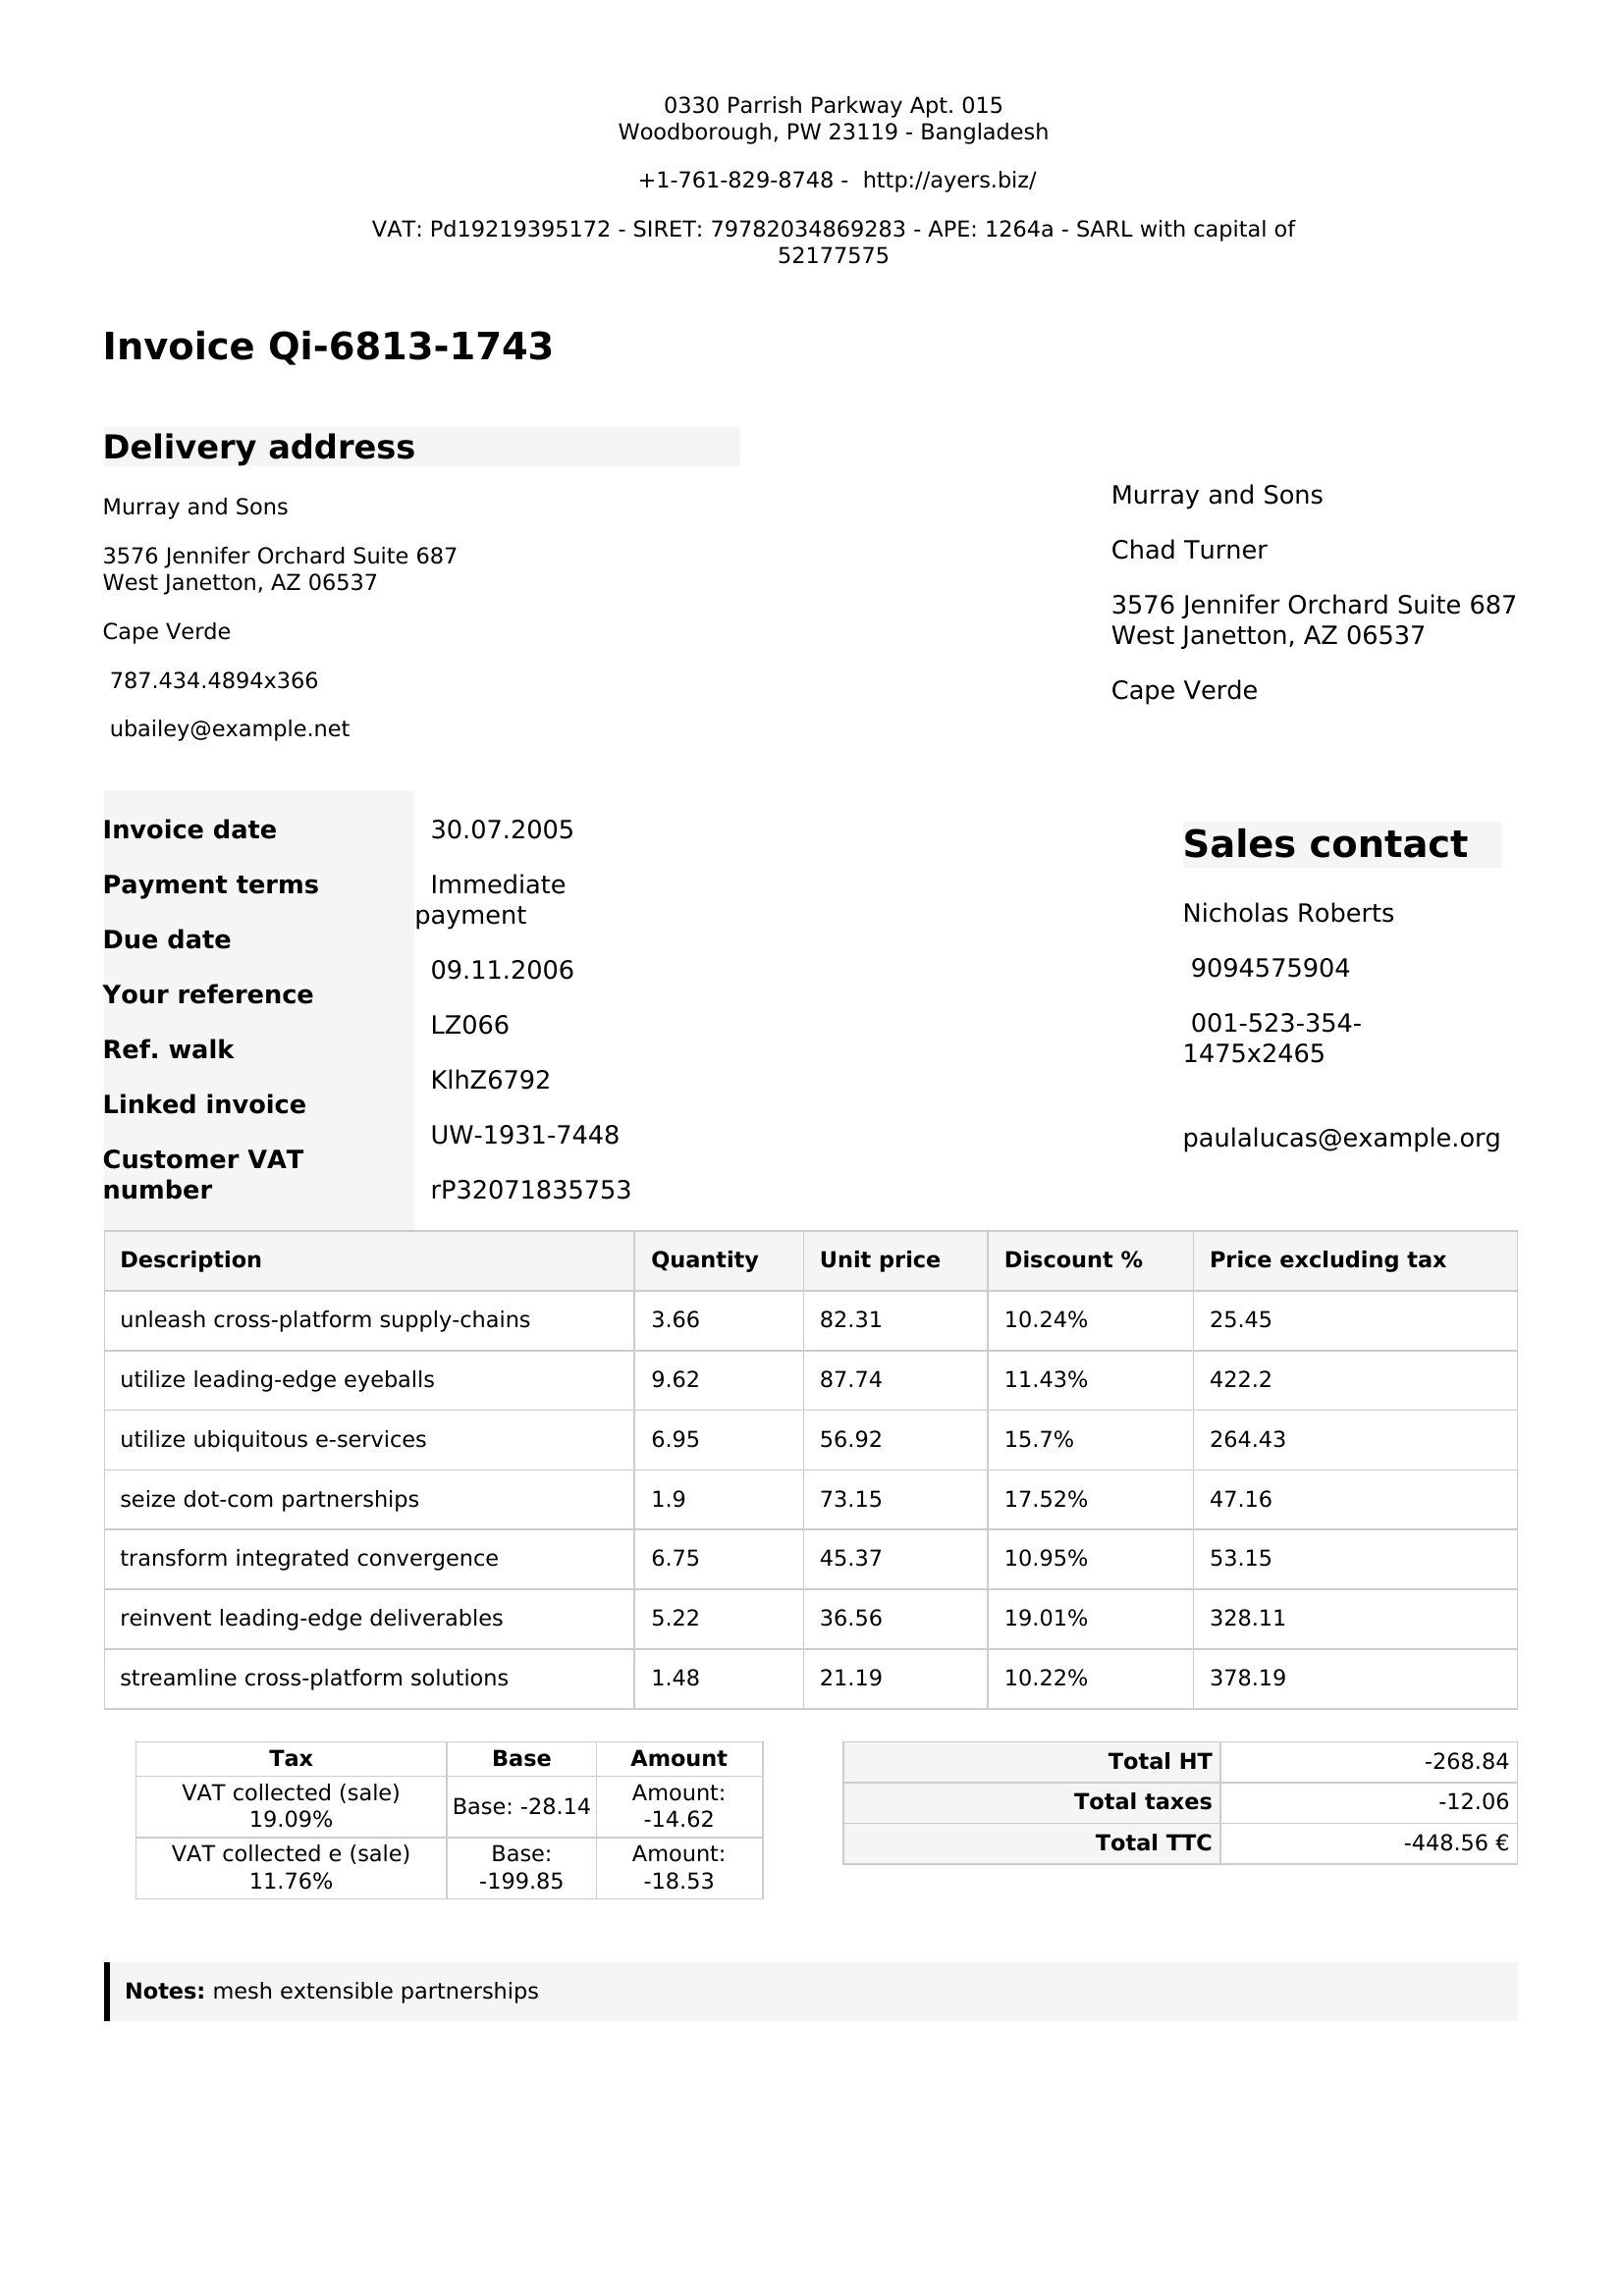 0330 Parrish Parkway Apt. 015
Woodborough, PW 23119 - Bangladesh
+1-761-829-8748 - http://ayers.biz/
VAT: Pd19219395172 - SIRET: 79782034869283 - APE: 1264a - SARL with capital of
52177575
Invoice Qi-6813-1743
Delivery address
Murray and Sons
3576 Jennifer Orchard Suite 687
West Janetton, AZ 06537
Cape Verde
787.434.4894x366
ubailey@example.net
Murray and Sons
Chad Turner
3576 Jennifer Orchard Suite 687
West Janetton, AZ 06537
Cape Verde
Invoice date
Payment terms
Due date
Your reference
Ref. walk
Linked invoice
Customer VAT
number
30.07.2005
Immediate
payment
09.11.2006
LZ066
KlhZ6792
UW-1931-7448
rP32071835753
Sales contact
Nicholas Roberts
9094575904
001-523-354-
1475x2465
paulalucas@example.org
Description Quantity Unit price Discount % Price excluding tax
unleash cross-platform supply-chains 3.66 82.31 10.24% 25.45
utilize leading-edge eyeballs 9.62 87.74 11.43% 422.2
utilize ubiquitous e-services 6.95 56.92 15.7% 264.43
seize dot-com partnerships 1.9 73.15 17.52% 47.16
transform integrated convergence 6.75 45.37 10.95% 53.15
reinvent leading-edge deliverables 5.22 36.56 19.01% 328.11
streamline cross-platform solutions 1.48 21.19 10.22% 378.19
Tax Base Amount
VAT collected (sale)
19.09%
Base: -28.14
Amount:
-14.62
VAT collected e (sale)
11.76%
Base:
-199.85
Amount:
-18.53
Total HT -268.84
Total taxes -12.06
Total TTC -448.56 €
Notes: mesh extensible partnerships